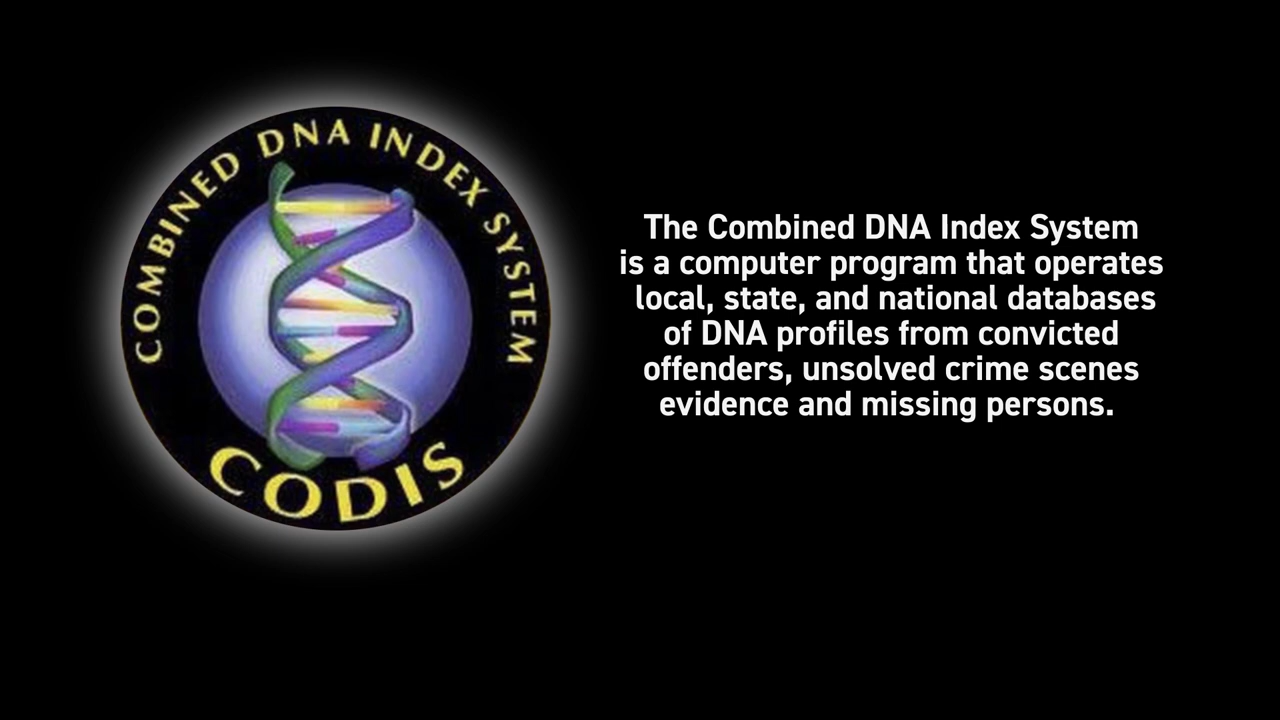 COMBINED DNA INDEX SYSTEM
CODIS
The Combined DNA Index System
is a computer program that operates
local, state, and national databases
of DNA profiles from convicted
offenders, unsolved crime scenes
evidence and missing persons.